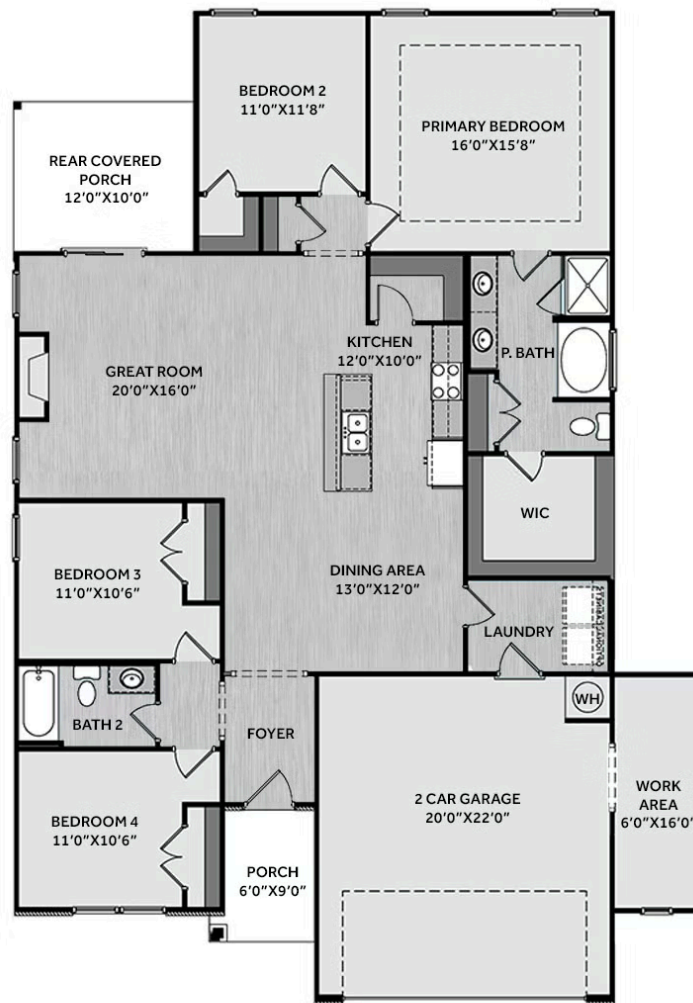 BEDROOM 2
11'0"X11'8"
PRIMARY BEDROOM
16'0"X15'8"
REAR COVERED
PORCH
12'0"X10'0"
KITCHEN
12'0"X10'0"
P. BATH
GREAT ROOM
20'0"X16'0"
WIC
BEDROOM 3
11'0"X10'6"
DINING AREA
13'0"X12'0"
LAUNDRY
BATH 2
FOYER
WH
BEDROOM 4
11'0"X10'6"
2 CAR GARAGE
20'0"X22'0"
WORK
AREA
6'0"X16'0"
PORCH
6'0"X9'0"